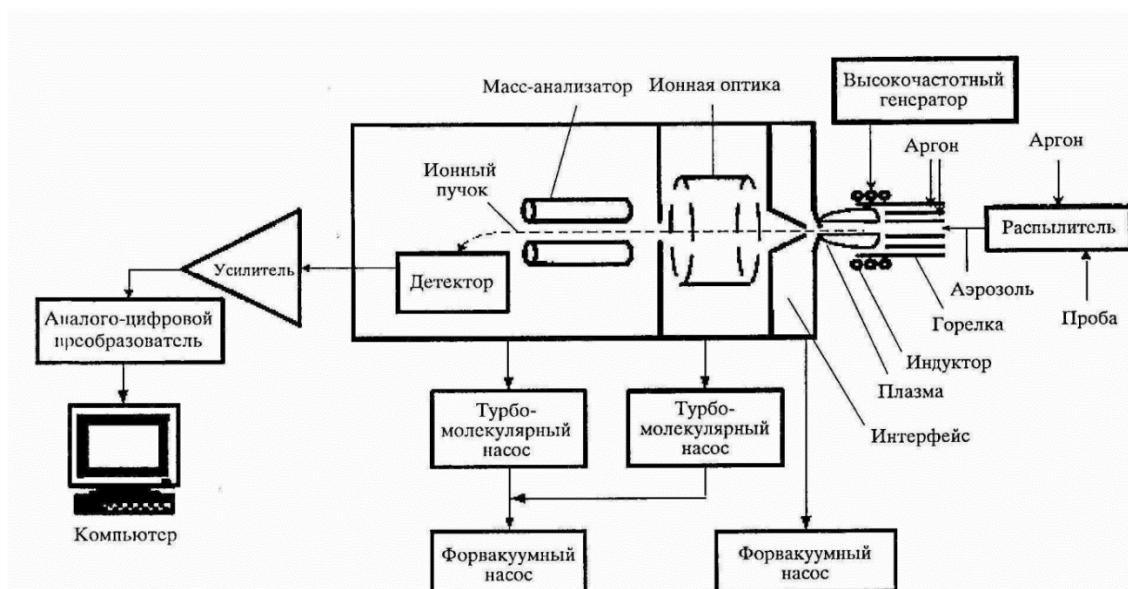 Масс-анализатор
Ионная оптика
Высокочастотный
генератор
Аргон
Аргон
Ионный
пучок
Распылитель
Усилитель
Детектор
Аэрозоль
Аналого-цифровой
преобразователь
Горелка
Проба
Индуктор
Плазма
Турбо-
молекулярный
насос
Турбо-
молекулярный
насос
Интерфейс
Компьютер
Форвакуумный
насос
Форвакуумный
насос